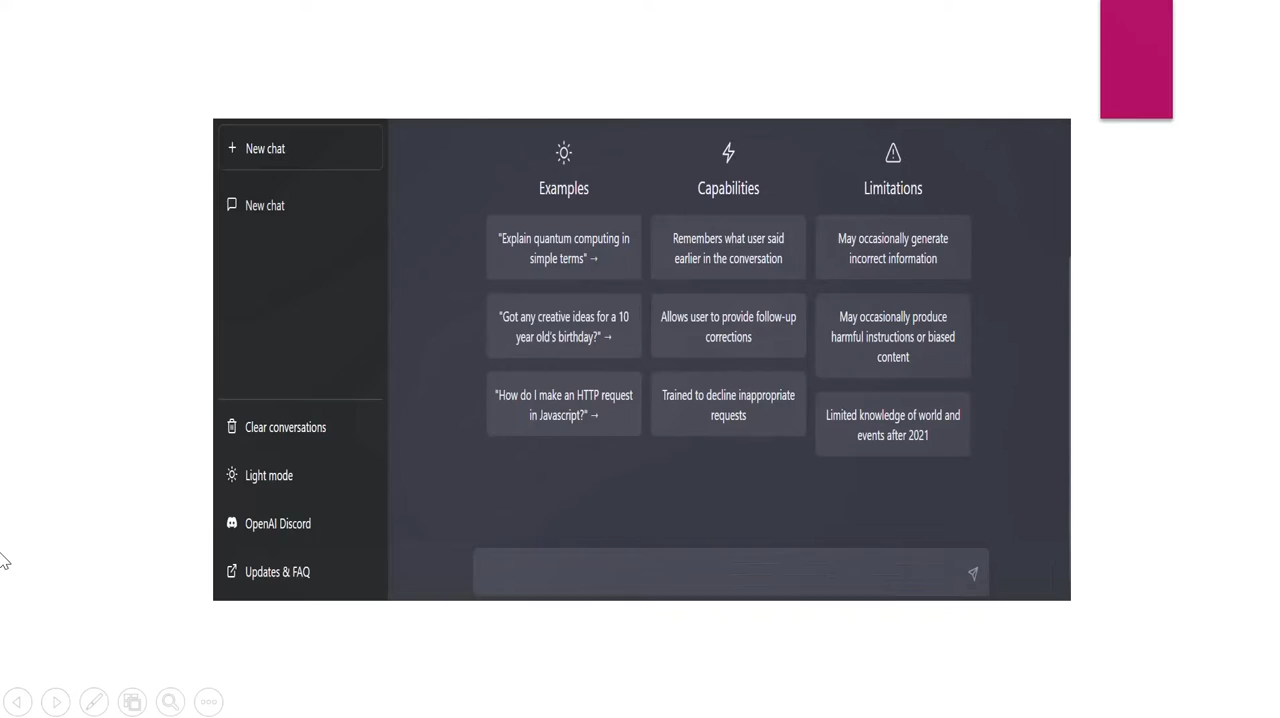 + New chat
New chat
Clear conversations
Light mode
OpenAI Discord
Updates & FAQ
Examples
"Explain quantum computing in
simple terms" →
"Got any creative ideas for a 10
year old's birthday?" →
"How do I make an HTTP request
in Javascript?" →
Capabilities
Remembers what user said
earlier in the conversation
Allows user to provide follow-up
corrections
Trained to decline inappropriate
requests
Limitations
May occasionally generate
incorrect information
May occasionally produce
harmful instructions or biased
content
Limited knowledge of world and
events after 2021